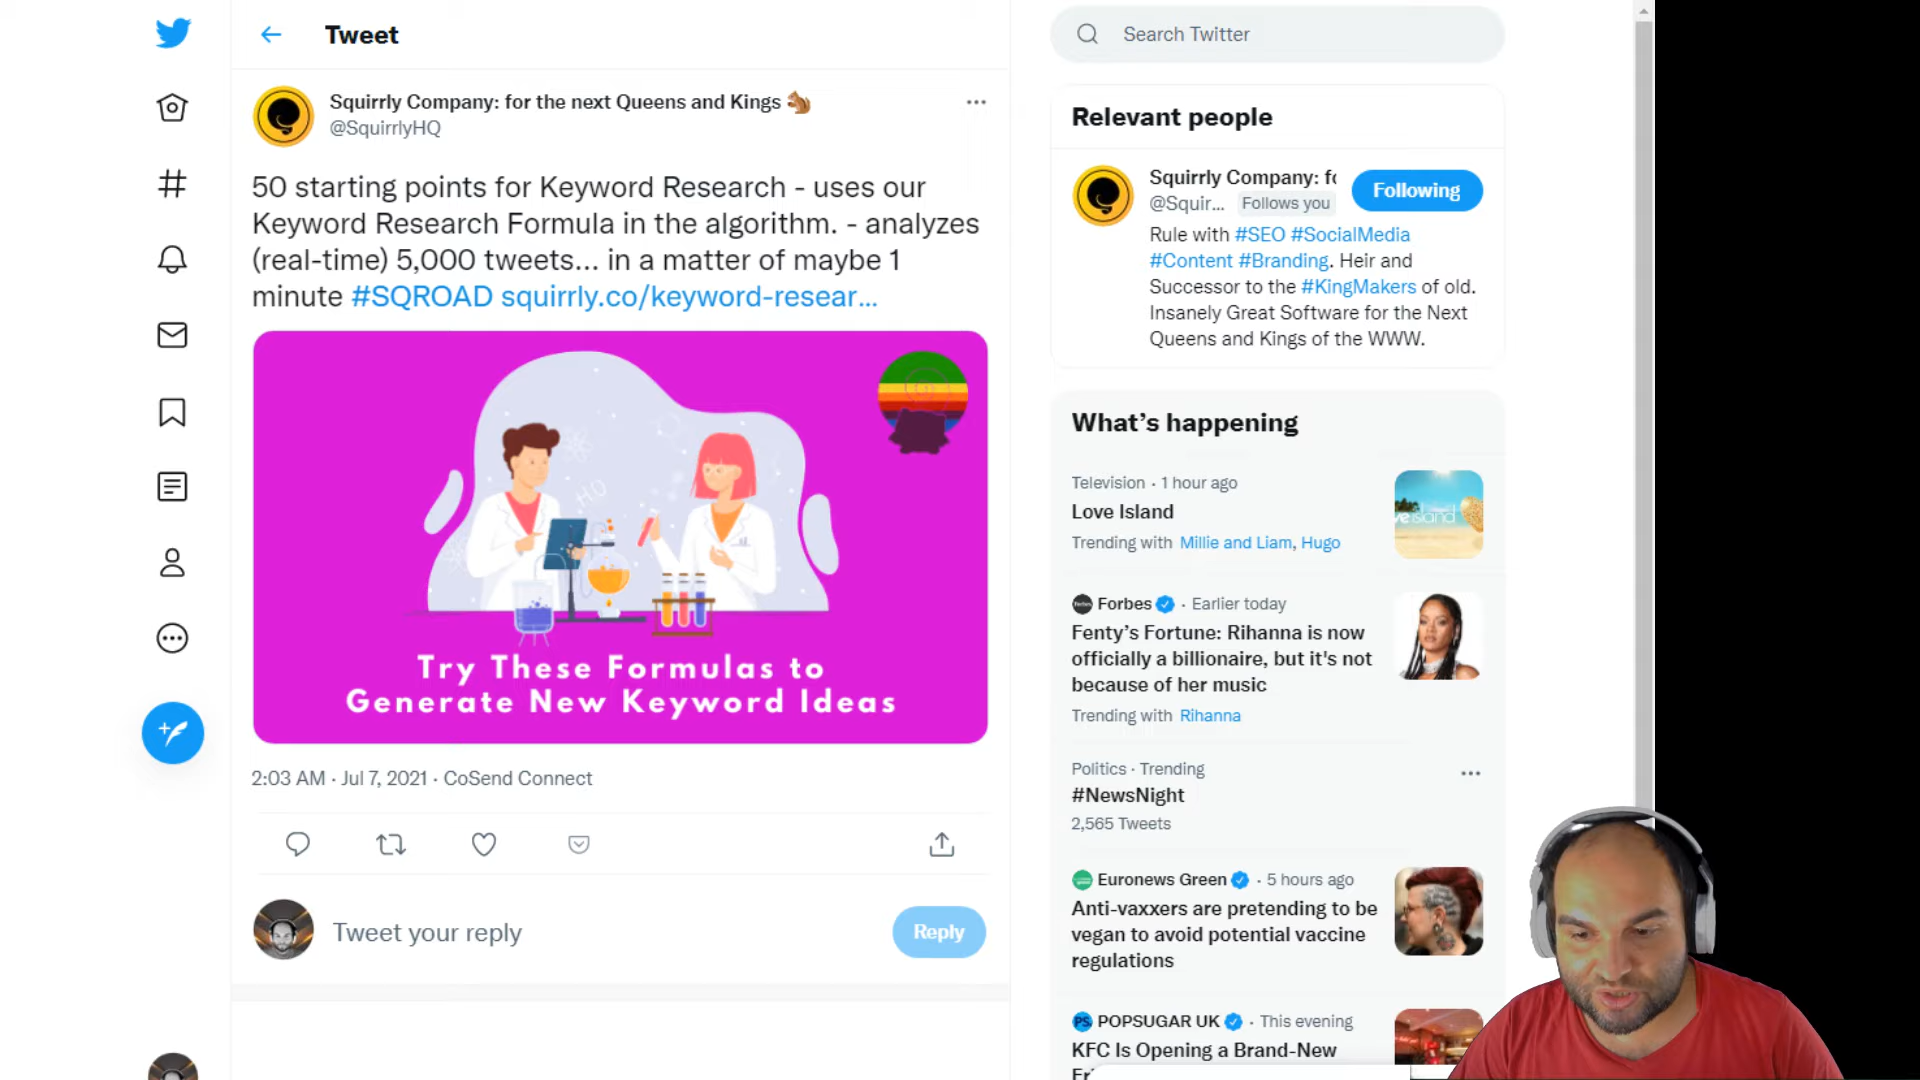 Tweet
Squirrly Company: for the next Queens and Kings 🐿️
@SquirrlyHQ
50 starting points for Keyword Research - uses our
Keyword Research Formula in the algorithm. - analyzes
(real-time) 5,000 tweets... in a matter of maybe 1
minute #SQROAD squirrly.co/keyword-resear...
H2O
Try These Formulas to
Generate New Keyword Ideas
2:03 AM · Jul 7, 2021 · CoSend Connect
Tweet your reply
Reply
Search Twitter
Relevant people
Squirrly Company: fo
@Squir... Follows you
Following
Rule with #SEO #SocialMedia
#Content #Branding. Heir and
Successor to the #KingMakers of old.
Insanely Great Software for the Next
Queens and Kings of the WWW.
What's happening
Television · 1 hour ago
Love Island
Trending with Millie and Liam, Hugo
ve island
Forbes · Earlier today
Fenty's Fortune: Rihanna is now
officially a billionaire, but it's not
because of her music
Trending with Rihanna
Politics · Trending
#NewsNight
2,565 Tweets
Euronews Green · 5 hours ago
Anti-vaxxers are pretending to be
vegan to avoid potential vaccine
regulations
PS POPSUGAR UK · This evening
KFC Is Opening a Brand-New